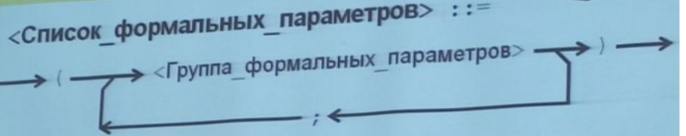 <Список_формальных_параметров> ::=
( <Группа_формальных_параметров> )
;